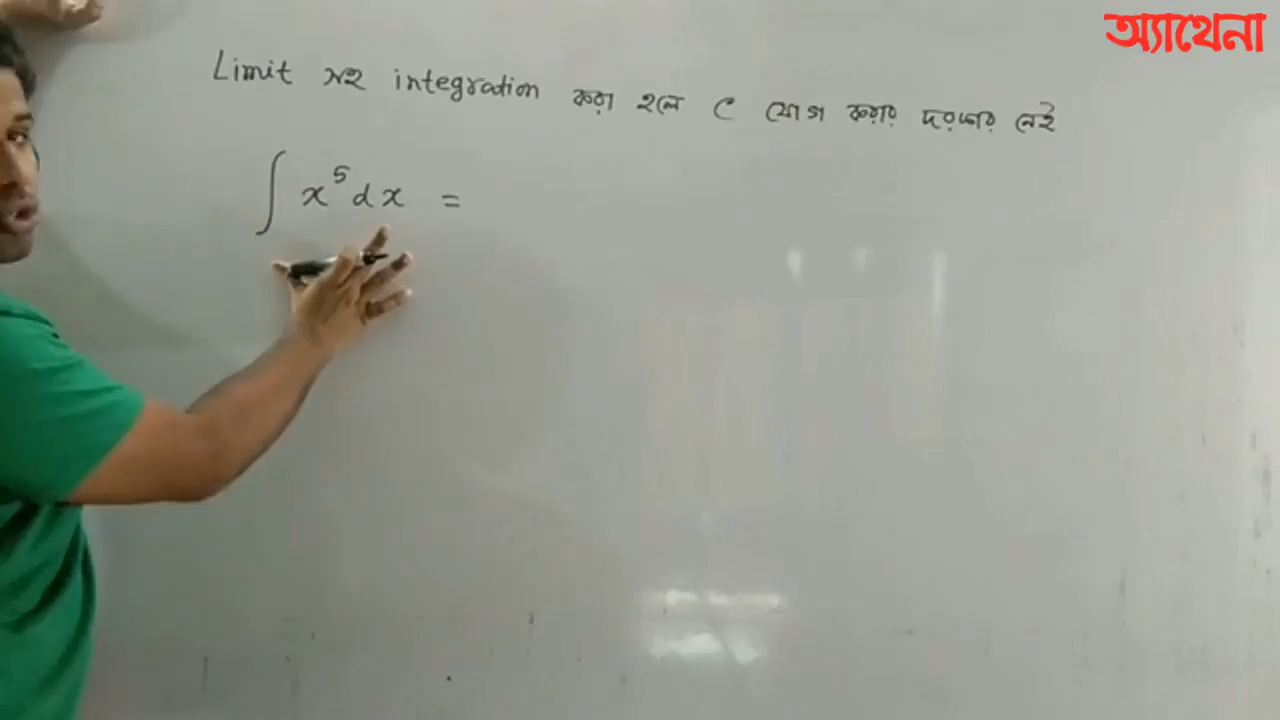 অ্যাথেনা
Limit সহ integration করা হলে C যোগ করার দরকার নেই
∫ x⁵ dx =